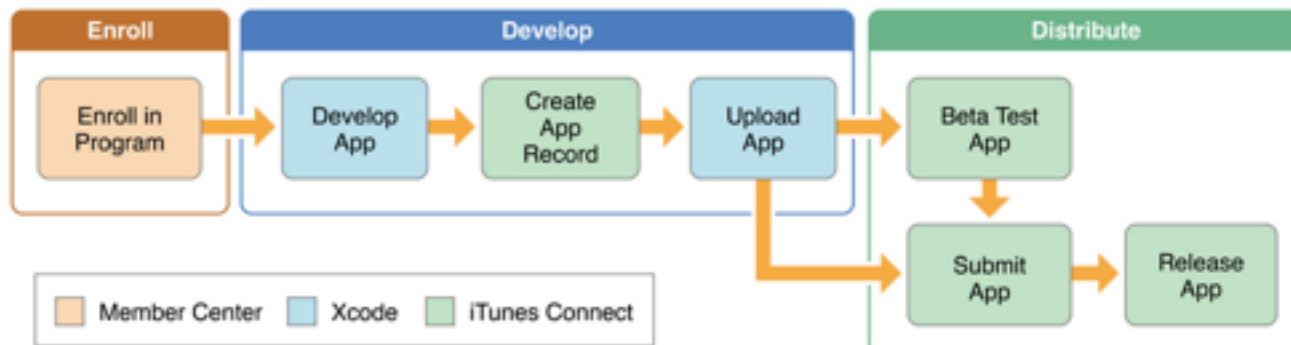 Enroll
Develop
Distribute
Enroll in
Program
Develop
App
Create
App
Record
Upload
App
Beta Test
App
Submit
App
Release
App
Member Center
Xcode
iTunes Connect